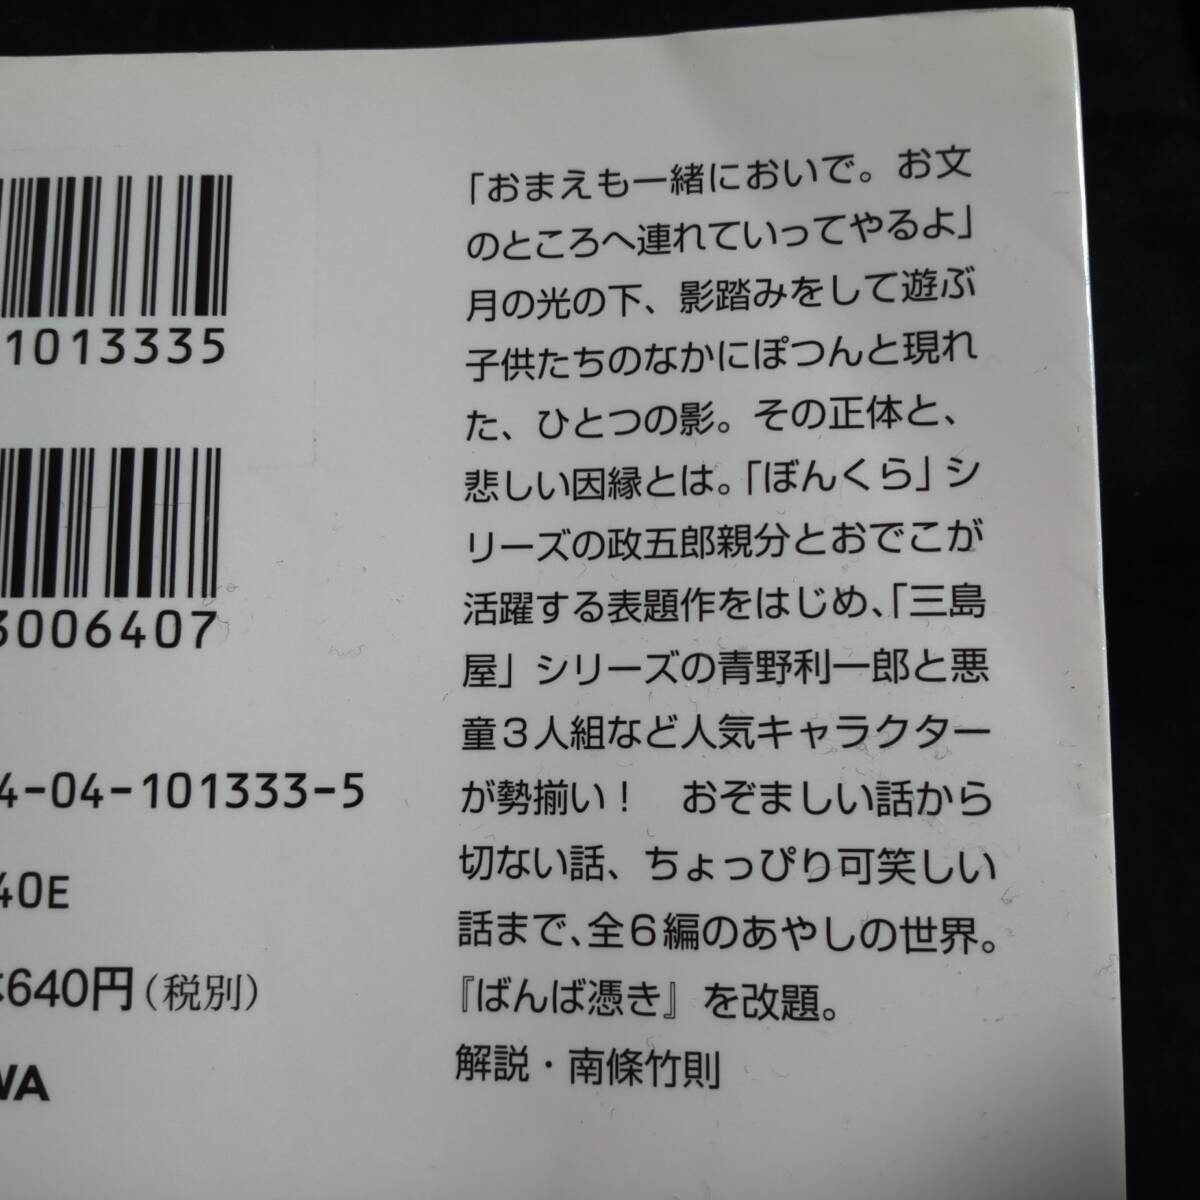 1013335
3006407
4-04-101333-5
40E
640円(税別)
WA
「おまえも一緒においで。お文
のところへ連れていってやるよ」
月の光の下、影踏みをして遊ぶ
子供たちのなかにぽつんと現れ
た、ひとつの影。その正体と、
悲しい因縁とは。「ぼんくら」シ
リーズの政五郎親分とおでこが
活躍する表題作をはじめ、「三島
屋」シリーズの青野利一郎と悪
童3人組など人気キャラクター
が勢揃い！　おぞましい話から
切ない話、ちょっぴり可笑しい
話まで、全6編のあやしの世界。
『ばんば憑き』を改題。
解説・南條竹則